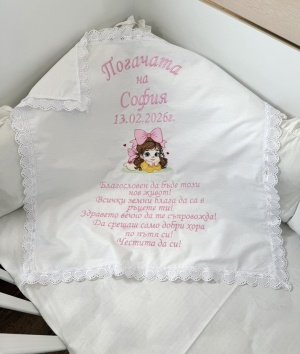 Погачата
на
София
13.02.2026г.
Благословен да бъде този
нов живот!
Всички земни блага да са в
ръцете ти!
Здравето вечно да те съпровожда!
Да срещаш само добри хора
по пътя си!
Честита да си!